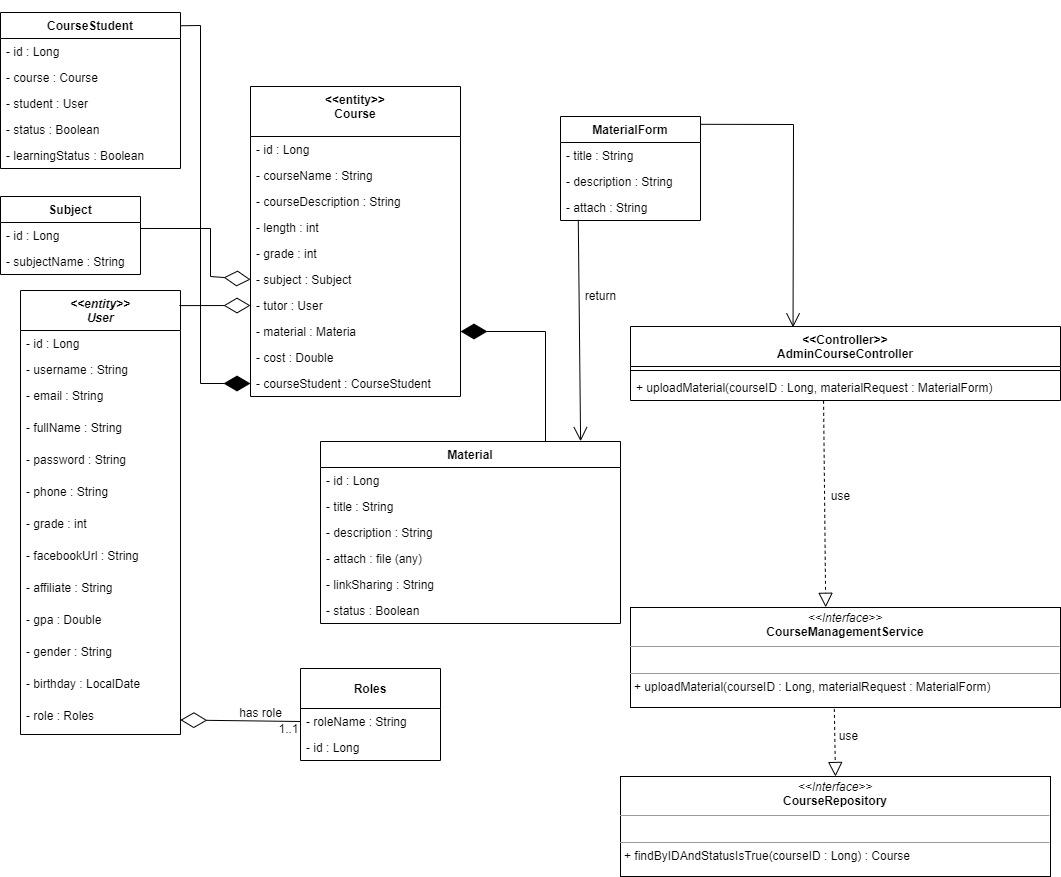 CourseStudent
- id : Long
- course : Course
- student : User
- status : Boolean
- learningStatus : Boolean
Subject
- id : Long
- subjectName : String
<<entity>>
User
- id : Long
- username : String
- email : String
- fullName : String
- password : String
- phone : String
- grade : int
- facebookUrl : String
- affiliate : String
- gpa : Double
- gender : String
- birthday : LocalDate
- role : Roles
<<entity>>
Course
- id : Long
- courseName : String
- courseDescription : String
- length : int
- grade : int
- subject : Subject
- tutor : User
- material : Materia
- cost : Double
- courseStudent : CourseStudent
MaterialForm
- title : String
- description : String
- attach : String
return
Material
- id : Long
- title : String
- description : String
- attach : file (any)
- linkSharing : String
- status : Boolean
has role
1..1
Roles
- roleName : String
- id : Long
<<Controller>>
AdminCourseController
+ uploadMaterial(courseID : Long, materialRequest : MaterialForm)
use
<<Interface>>
CourseManagementService
+ uploadMaterial(courseID : Long, materialRequest : MaterialForm)
use
<<Interface>>
CourseRepository
+ findByIDAndStatusIsTrue(courseID : Long) : Course